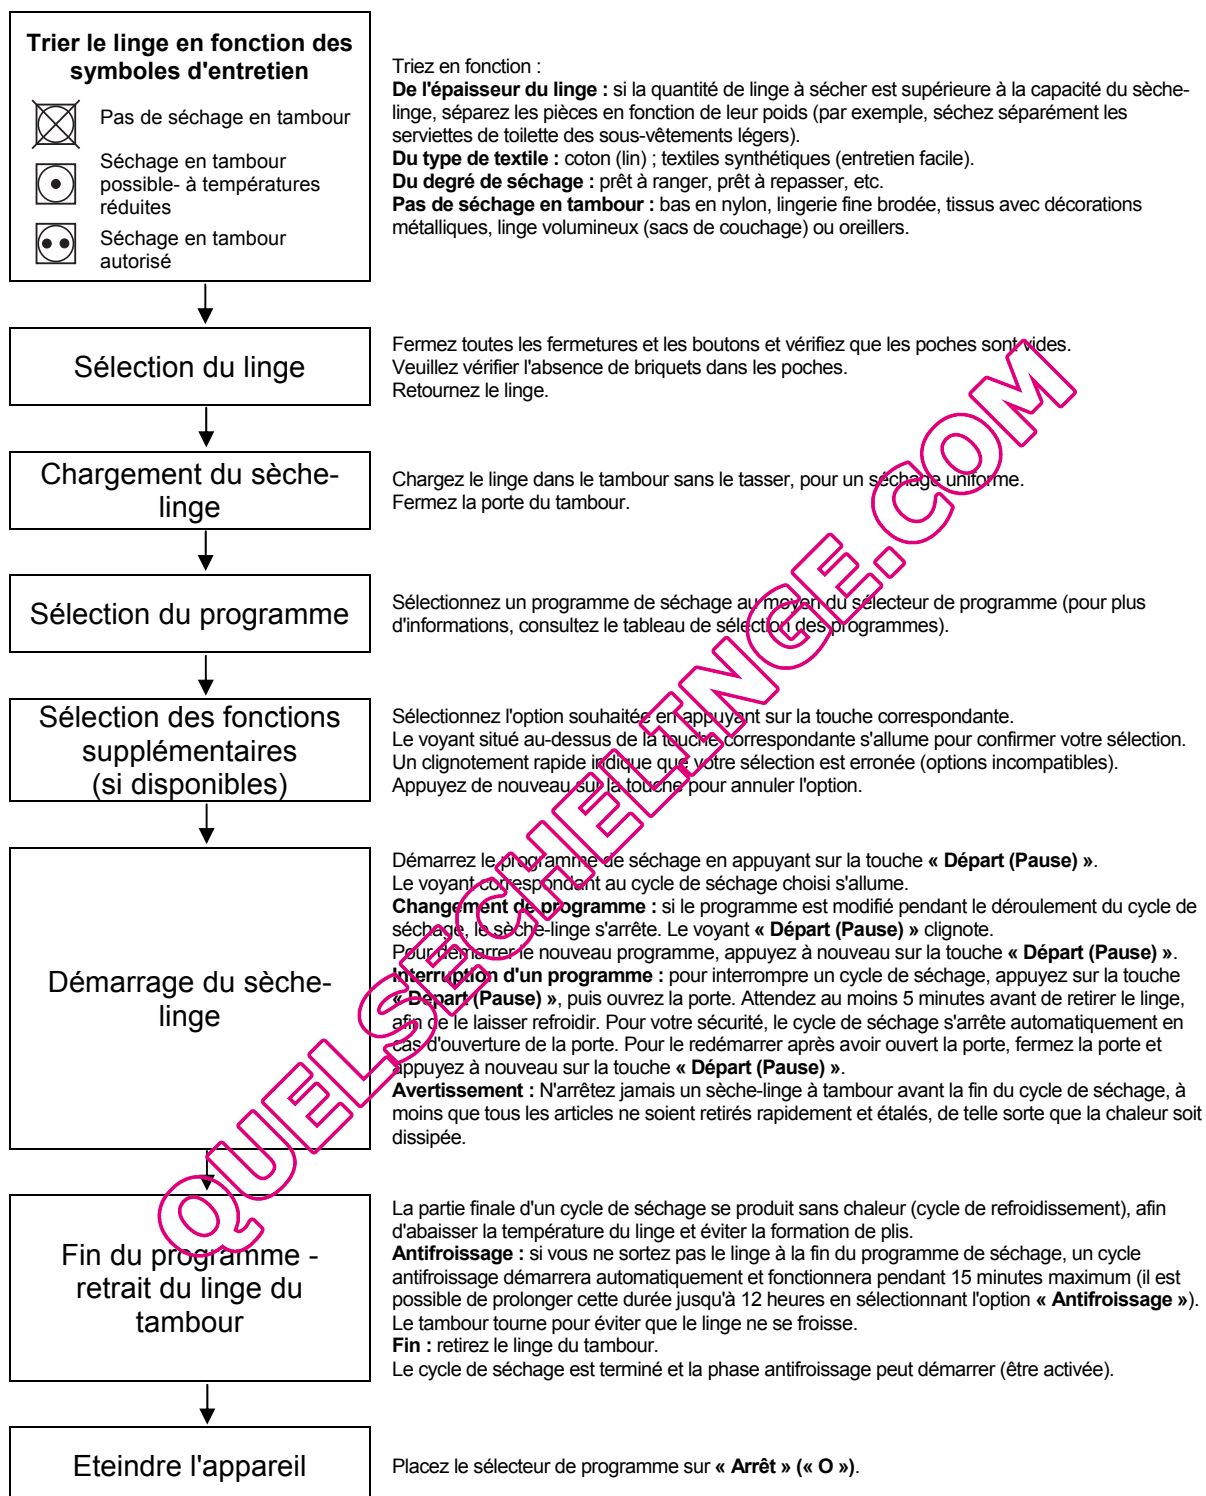 Trier le linge en fonction des
symboles d'entretien
Pas de séchage en tambour
Séchage en tambour
possible- à températures
réduites
Séchage en tambour
autorisé
Triez en fonction :
De l'épaisseur du linge : si la quantité de linge à sécher est supérieure à la capacité du sèche-
linge, séparez les pièces en fonction de leur poids (par exemple, séchez séparément les
serviettes de toilette des sous-vêtements légers).
Du type de textile : coton (lin) ; textiles synthétiques (entretien facile).
Du degré de séchage : prêt à ranger, prêt à repasser, etc.
Pas de séchage en tambour : bas en nylon, lingerie fine brodée, tissus avec décorations
métalliques, linge volumineux (sacs de couchage) ou oreillers.
Sélection du linge
Fermez toutes les fermetures et les boutons et vérifiez que les poches sont vides.
Veuillez vérifier l'absence de briquets dans les poches.
Retournez le linge.
Chargement du sèche-
linge
Chargez le linge dans le tambour sans le tasser, pour un séchage uniforme.
Fermez la porte du tambour.
Sélection du programme
Sélectionnez un programme de séchage au moyen du sélecteur de programme (pour plus
d'informations, consultez le tableau de sélection des programmes).
Sélection des fonctions
supplémentaires
(si disponibles)
Sélectionnez l'option souhaitée en appuyant sur la touche correspondante.
Le voyant situé au-dessus de la touche correspondante s'allume pour confirmer votre sélection.
Un clignotement rapide indique que votre sélection est erronée (options incompatibles).
Appuyez de nouveau sur la touche pour annuler l'option.
Démarrage du sèche-
linge
Démarrez le programme de séchage en appuyant sur la touche « Départ (Pause) ».
Le voyant correspondant au cycle de séchage choisi s'allume.
Changement de programme : si le programme est modifié pendant le déroulement du cycle de
séchage, le sèche-linge s'arrête. Le voyant « Départ (Pause) » clignote.
Pour démarrer le nouveau programme, appuyez à nouveau sur la touche « Départ (Pause) ».
Interruption d'un programme : pour interrompre un cycle de séchage, appuyez sur la touche
« Départ (Pause) », puis ouvrez la porte. Attendez au moins 5 minutes avant de retirer le linge,
afin de le laisser refroidir. Pour votre sécurité, le cycle de séchage s'arrête automatiquement en
cas d'ouverture de la porte. Pour le redémarrer après avoir ouvert la porte, fermez la porte et
appuyez à nouveau sur la touche « Départ (Pause) ».
Avertissement : N'arrêtez jamais un sèche-linge à tambour avant la fin du cycle de séchage, à
moins que tous les articles ne soient retirés rapidement et étalés, de telle sorte que la chaleur soit
dissipée.
Fin du programme -
retrait du linge du
tambour
La partie finale d'un cycle de séchage se produit sans chaleur (cycle de refroidissement), afin
d'abaisser la température du linge et éviter la formation de plis.
Antifroissage : si vous ne sortez pas le linge à la fin du programme de séchage, un cycle
antifroissage démarrera automatiquement et fonctionnera pendant 15 minutes maximum (il est
possible de prolonger cette durée jusqu'à 12 heures en sélectionnant l'option « Antifroissage »).
Le tambour tourne pour éviter que le linge ne se froisse.
Fin : retirez le linge du tambour.
Le cycle de séchage est terminé et la phase antifroissage peut démarrer (être activée).
Eteindre l'appareil
Placez le sélecteur de programme sur « Arrêt » (« O »).
QUELSECHELINGE.COM